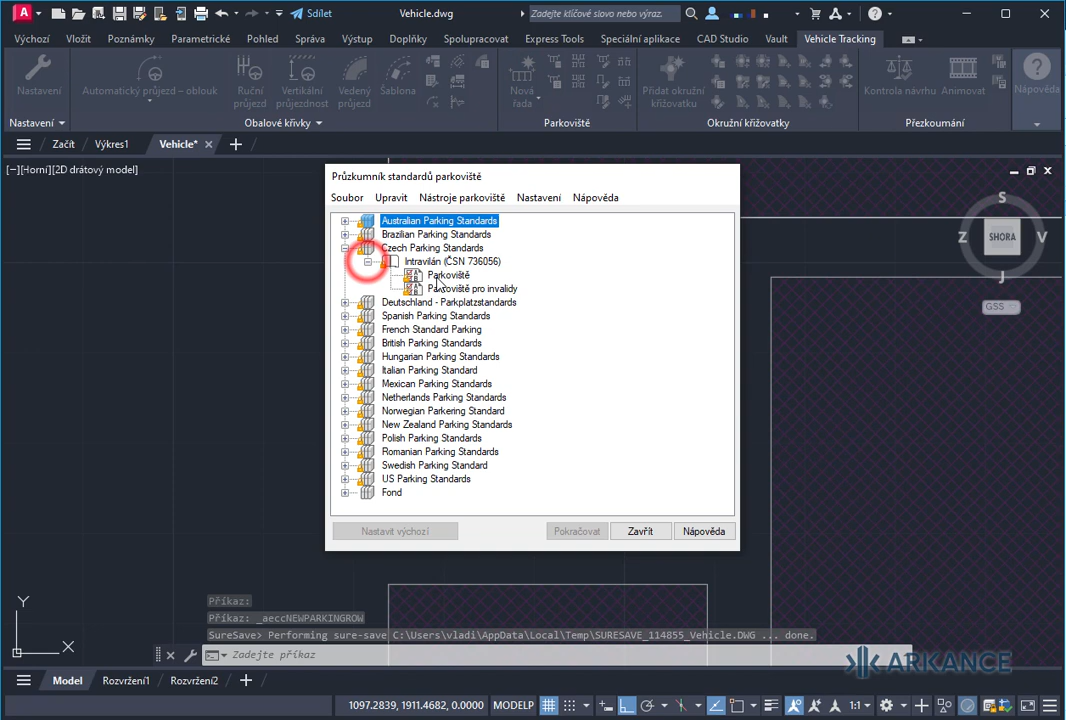 A
Sdílet
Vehicle.dwg
Zadejte klíčové slovo nebo výraz.
Výchozí
Vložit
Poznámky
Parametrické
Pohled
Správa
Výstup
Doplňky
Spolupracovat
Express Tools
Speciální aplikace
CAD Studio
Vault
Vehicle Tracking
Nastavení
Automatický průjezd – oblouk
Ruční průjezd
Vertikální průjezdnost
Vedený průjezd
Šablona
Nová řada
Přidat okružní křižovatku
Kontrola návrhu
Animovat
Nápověda
Nastavení
Obalové křivky
Parkoviště
Okružní křižovatky
Přezkoumání
Začít
Výkres1
Vehicle*
[−][Horní][2D drátový model]
Průzkumník standardů parkoviště
Soubor
Upravit
Nástroje parkoviště
Nastavení
Nápověda
Australian Parking Standards
Brazilian Parking Standards
Czech Parking Standards
Intravilán (ČSN 736056)
Parkoviště
Parkoviště pro invalidy
Deutschland - Parkplatzstandards
Spanish Parking Standards
French Standard Parking
British Parking Standards
Hungarian Parking Standards
Italian Parking Standard
Mexican Parking Standards
Netherlands Parking Standards
Norwegian Parkering Standard
New Zealand Parking Standards
Polish Parking Standards
Romanian Parking Standards
Swedish Parking Standard
US Parking Standards
Fond
Nastavit výchozí
Pokračovat
Zavřít
Nápověda
S
Z
SHORA
V
J
GSS
Y
X
Příkaz:
Příkaz: _aeccNEWPARKINGROW
SureSave> Performing sure-save C:\Users\vladi\AppData\Local\Temp\SURESAVE_114855_Vehicle.DWG ... done.
Zadejte příkaz
ARKANCE
Model
Rozvržení1
Rozvržení2
1097.2839, 1911.4682, 0.0000
MODELP
1:1